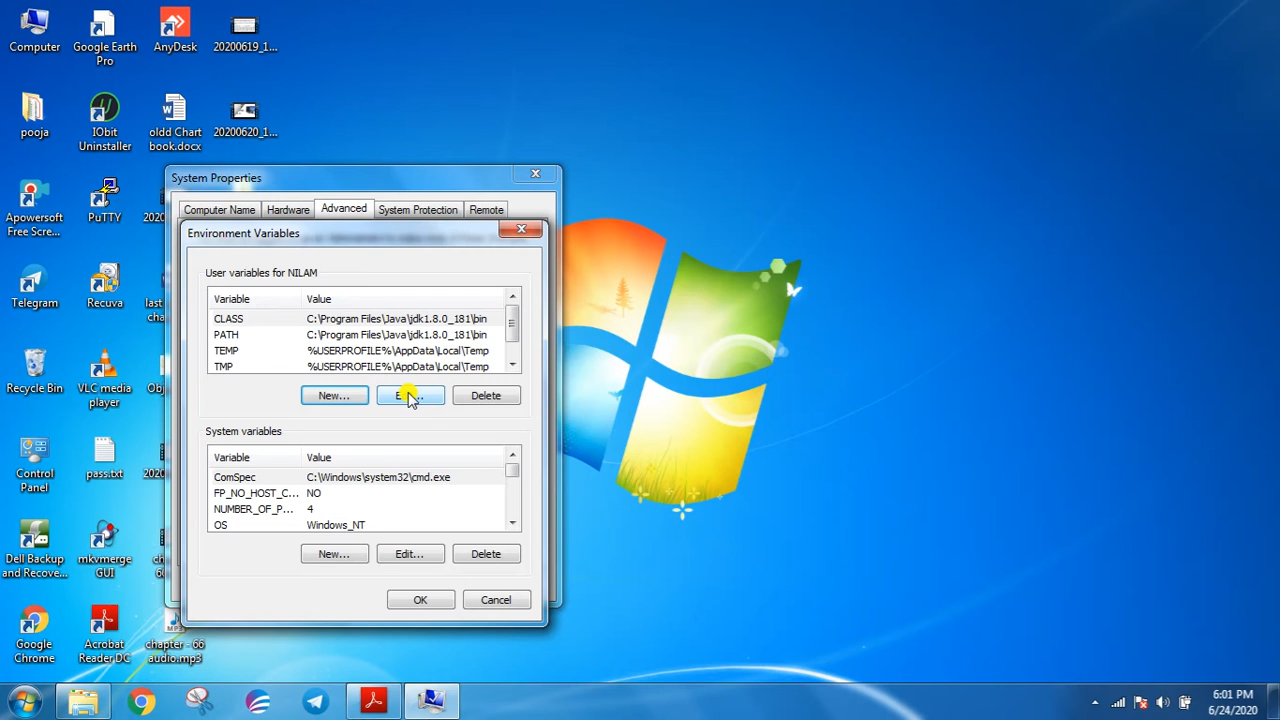 Computer
Google Earth
Pro
AnyDesk
20200619_1...
pooja
IObit
Uninstaller
oldd Chart
book.docx
20200620_1...
Apowersoft
Free Scre...
PuTTY
Telegram
Recuva
Recycle Bin
VLC media
player
Control
Panel
pass.txt
Dell Backup
and Recove...
mkvmerge
GUI
Google
Chrome
Acrobat
Reader DC
chapter - 66
audio.mp3
System Properties
Computer Name
Hardware
Advanced
System Protection
Remote
Environment Variables
User variables for NILAM
Variable Value
CLASS C:\Program Files\Java\jdk1.8.0_181\bin
PATH C:\Program Files\Java\jdk1.8.0_181\bin
TEMP %USERPROFILE%\AppData\Local\Temp
TMP %USERPROFILE%\AppData\Local\Temp
New... Delete
System variables
Variable Value
ComSpec C:\Windows\system32\cmd.exe
FP_NO_HOST_C... NO
NUMBER_OF_P... 4
OS Windows_NT
New... Edit... Delete
OK Cancel
6:01 PM
6/24/2020